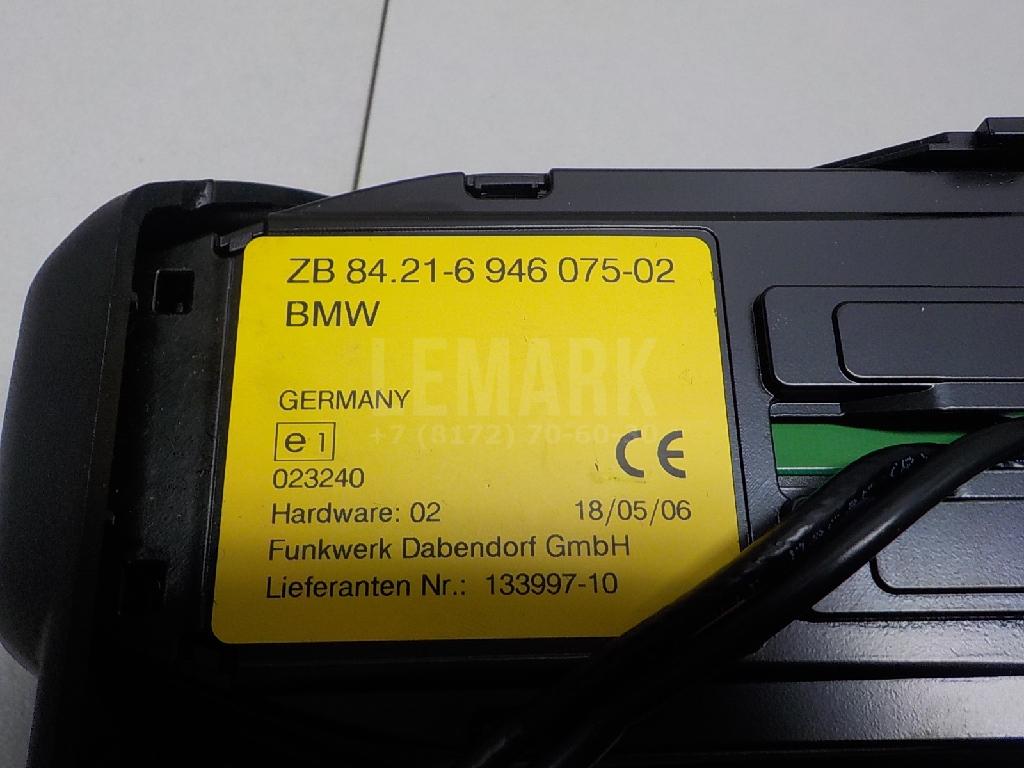 ZB 84.21-6 946 075-02
BMW
LEMARK
GERMANY
+7 (8172) 70-60-10
e1
CE
023240
Hardware: 02 18/05/06
Funkwerk Dabendorf GmbH
Lieferanten Nr.: 133997-10